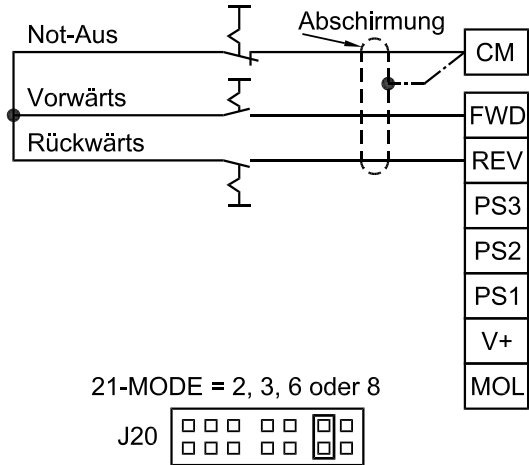 Abschirmung
Not-Aus
CM
Vorwärts
FWD
Rückwärts
REV
PS3
PS2
PS1
V+
MOL
21-MODE = 2, 3, 6 oder 8
J20